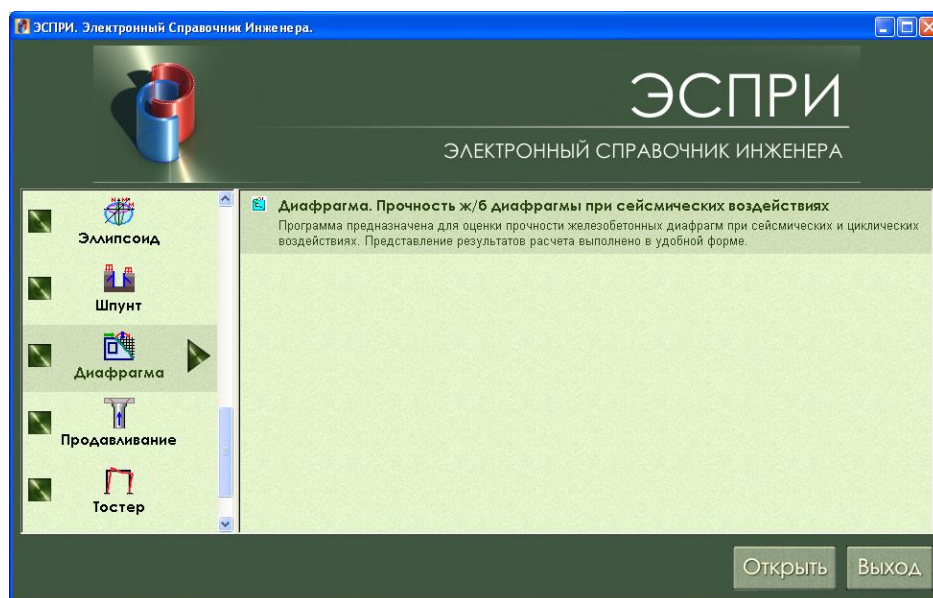 ЭСПРИ. Электронный Справочник Инженера.
ЭСПРИ
ЭЛЕКТРОННЫЙ СПРАВОЧНИК ИНЖЕНЕРА
Эллипсоид
Шпунт
Диафрагма
Продавливание
Тостер
Диафрагма. Прочность ж/б диафрагмы при сейсмических воздействиях
Программа предназначена для оценки прочности железобетонных диафрагм при сейсмических и циклических
воздействиях. Представление результатов расчета выполнено в удобной форме.
Открыть
Выход